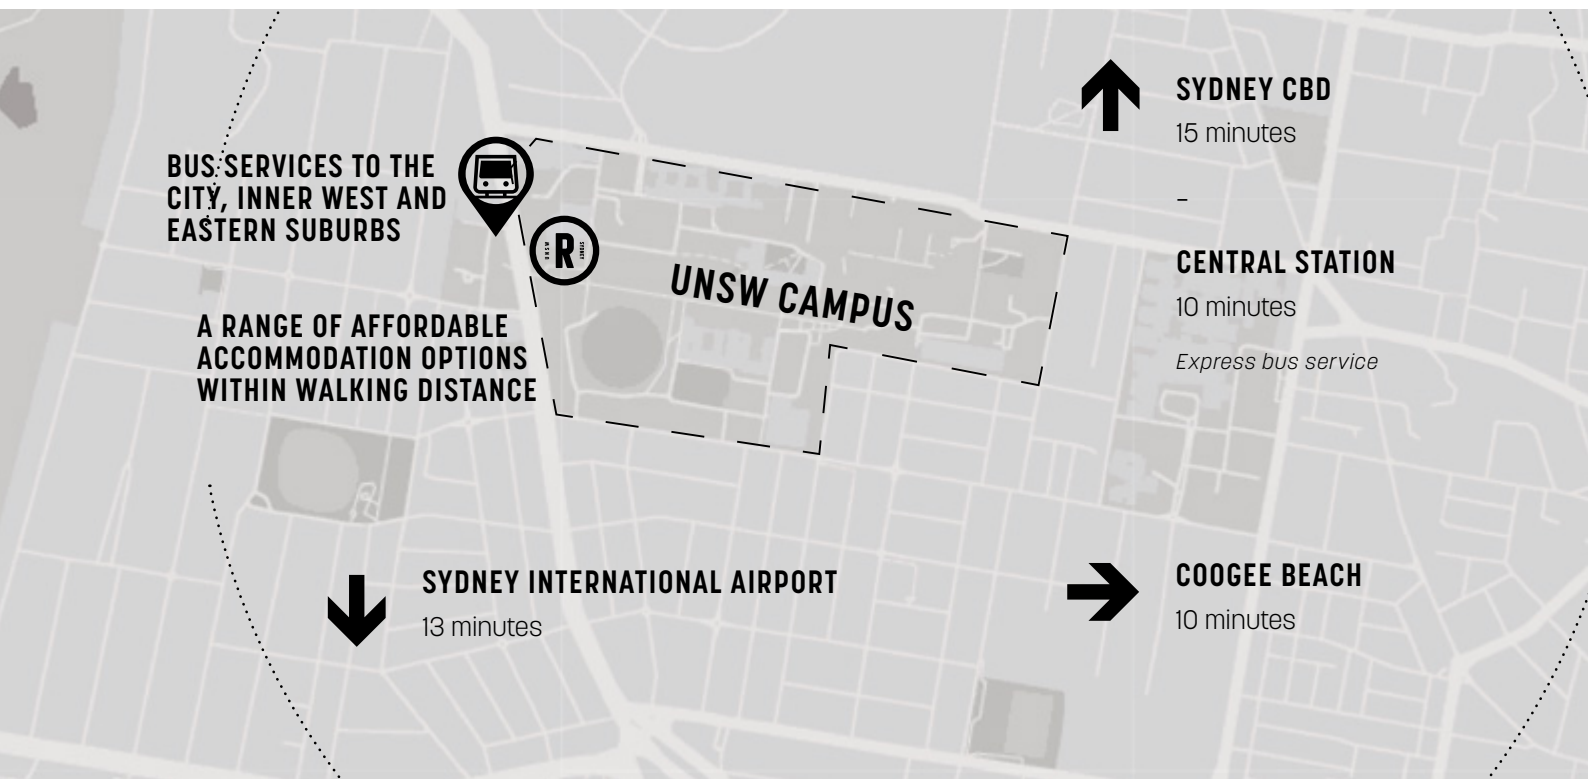 BUS SERVICES TO THE
CITY, INNER WEST AND
EASTERN SUBURBS
A RANGE OF AFFORDABLE
ACCOMMODATION OPTIONS
WITHIN WALKING DISTANCE
UNSW
R
SYDNEY
UNSW CAMPUS
SYDNEY CBD
15 minutes
–
CENTRAL STATION
10 minutes
Express bus service
SYDNEY INTERNATIONAL AIRPORT
13 minutes
COOGEE BEACH
10 minutes